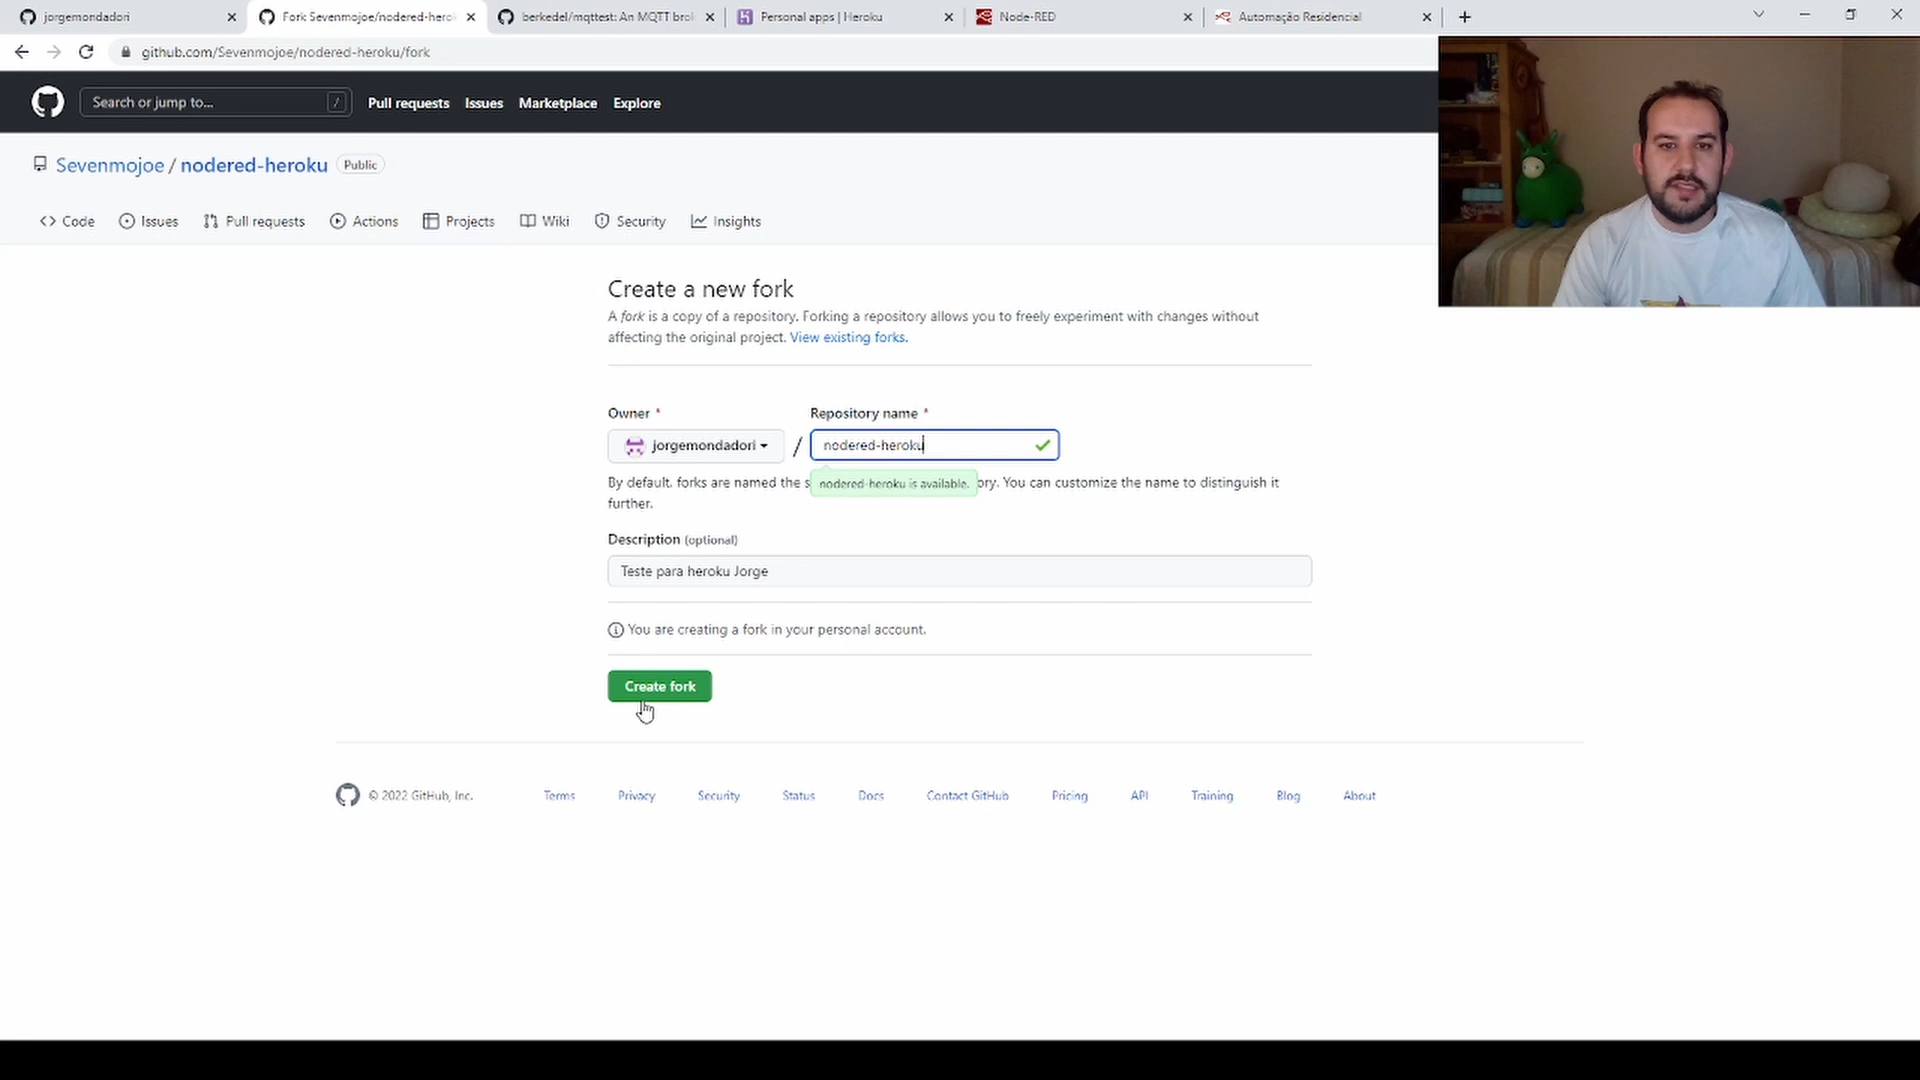 jorgemondadori
Fork Sevenmojoe/nodered-hero
berkedel/mqttest: An MQTT bro
Personal apps | Heroku
Node-RED
Automação Residencial
github.com/Sevenmojoe/nodered-heroku/fork
Search or jump to...
/
Pull requests
Issues
Marketplace
Explore
Sevenmojoe / nodered-heroku
Public
Code
Issues
Pull requests
Actions
Projects
Wiki
Security
Insights
Create a new fork
A fork is a copy of a repository. Forking a repository allows you to freely experiment with changes without
affecting the original project. View existing forks.
Owner *
Repository name *
jorgemondadori
/
nodered-heroku
By default, forks are named the s
nodered-heroku is available.
ory. You can customize the name to distinguish it
further.
Description (optional)
Teste para heroku Jorge
You are creating a fork in your personal account.
Create fork
© 2022 GitHub, Inc.
Terms
Privacy
Security
Status
Docs
Contact GitHub
Pricing
API
Training
Blog
About